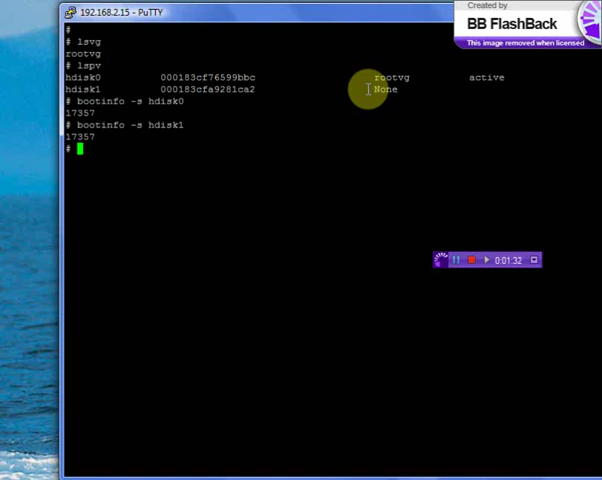 192.168.2.15 - PuTTY
Created by
BB FlashBack
This image removed when licensed
#
# lsvg
rootvg
# lspv
hdisk0 000183cf76599bbc rootvg active
hdisk1 000183cfa9281ca2 None
# bootinfo -s hdisk0
17357
# bootinfo -s hdisk1
17357
#
0:01:32